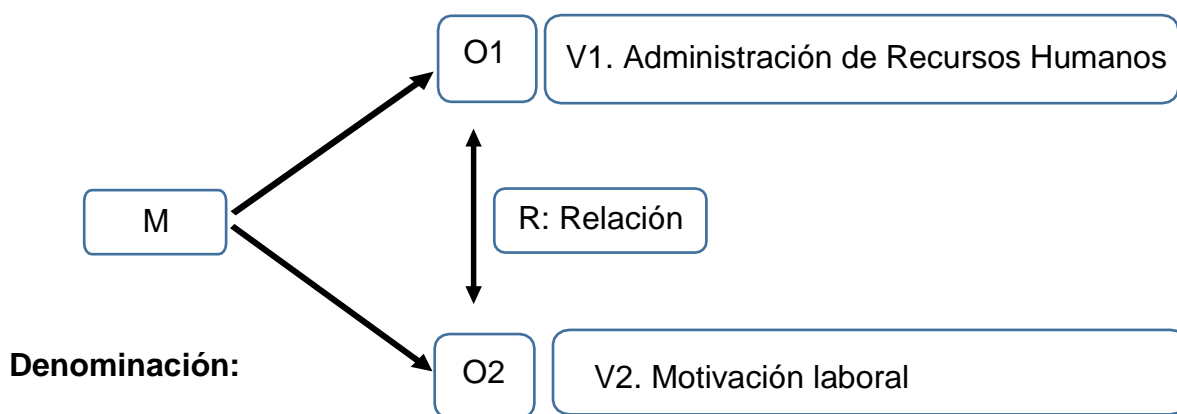 O1
V1. Administración de Recursos Humanos
M
R: Relación
Denominación:
O2
V2. Motivación laboral